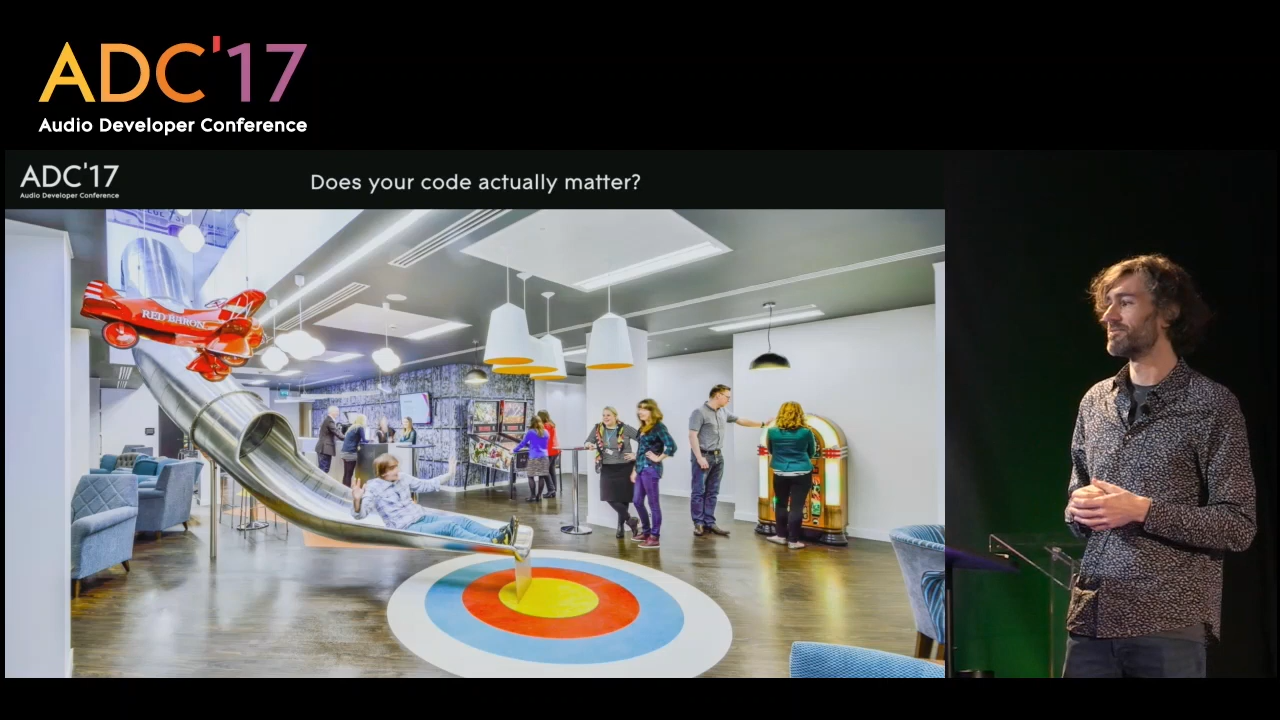 ADC'17
Audio Developer Conference
ADC'17
Audio Developer Conference
Does your code actually matter?
RED BARON